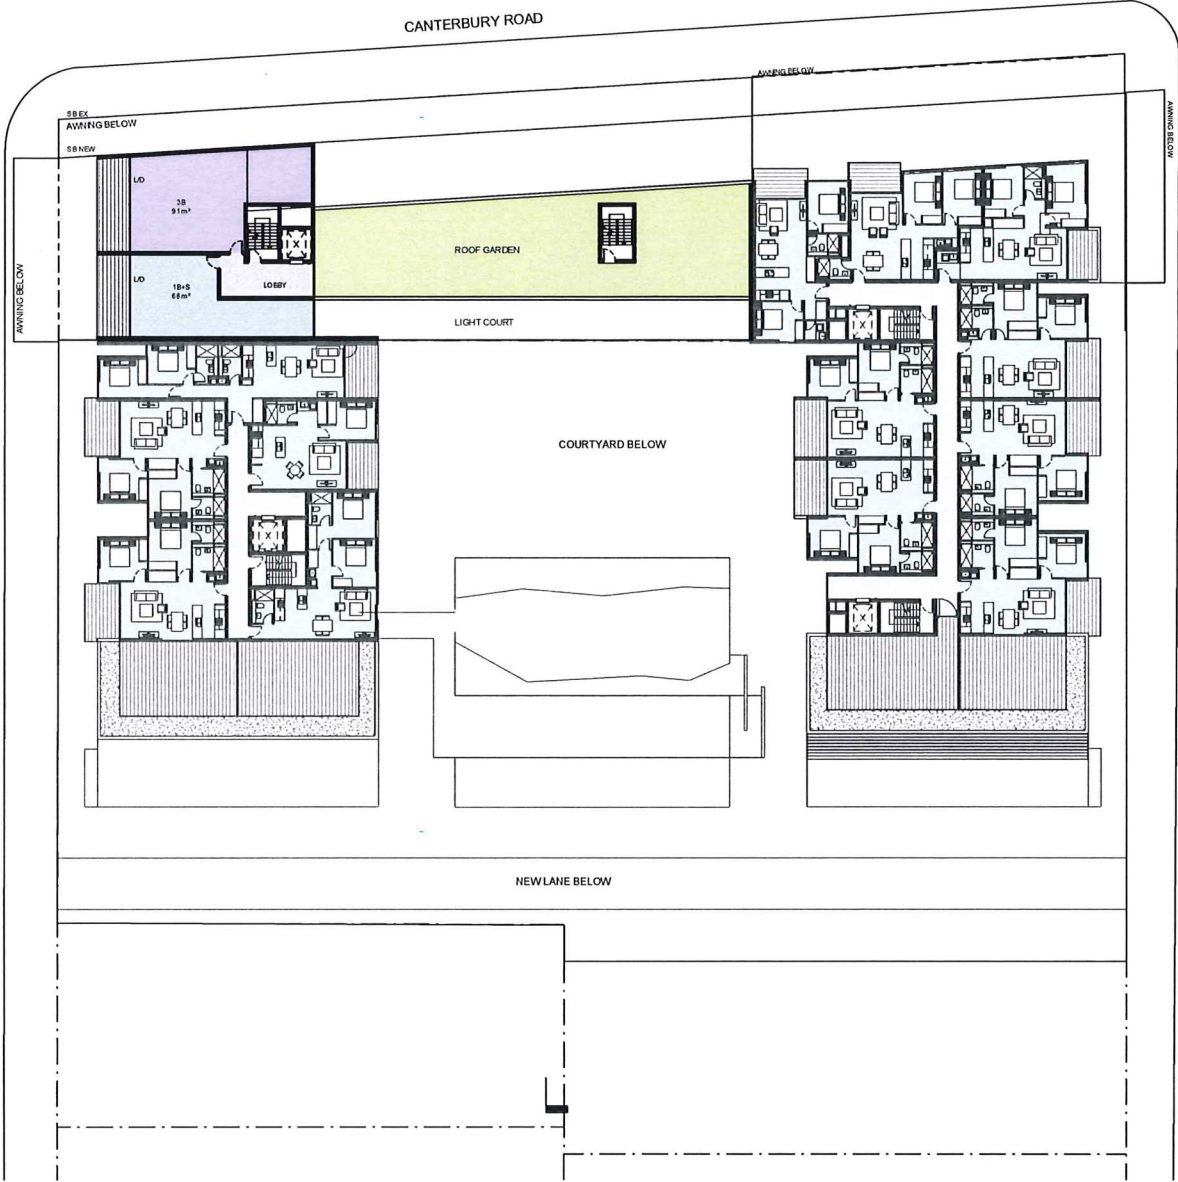 CANTERBURY ROAD
AWNING BELOW
SB EX
AWNING BELOW
SB NEW
AWNING BELOW
L/D
3B
91m²
ROOF GARDEN
L/D
1B+S
68m²
LOBBY
AWNING BELOW
LIGHT COURT
COURTYARD BELOW
NEW LANE BELOW
X
X
X
X